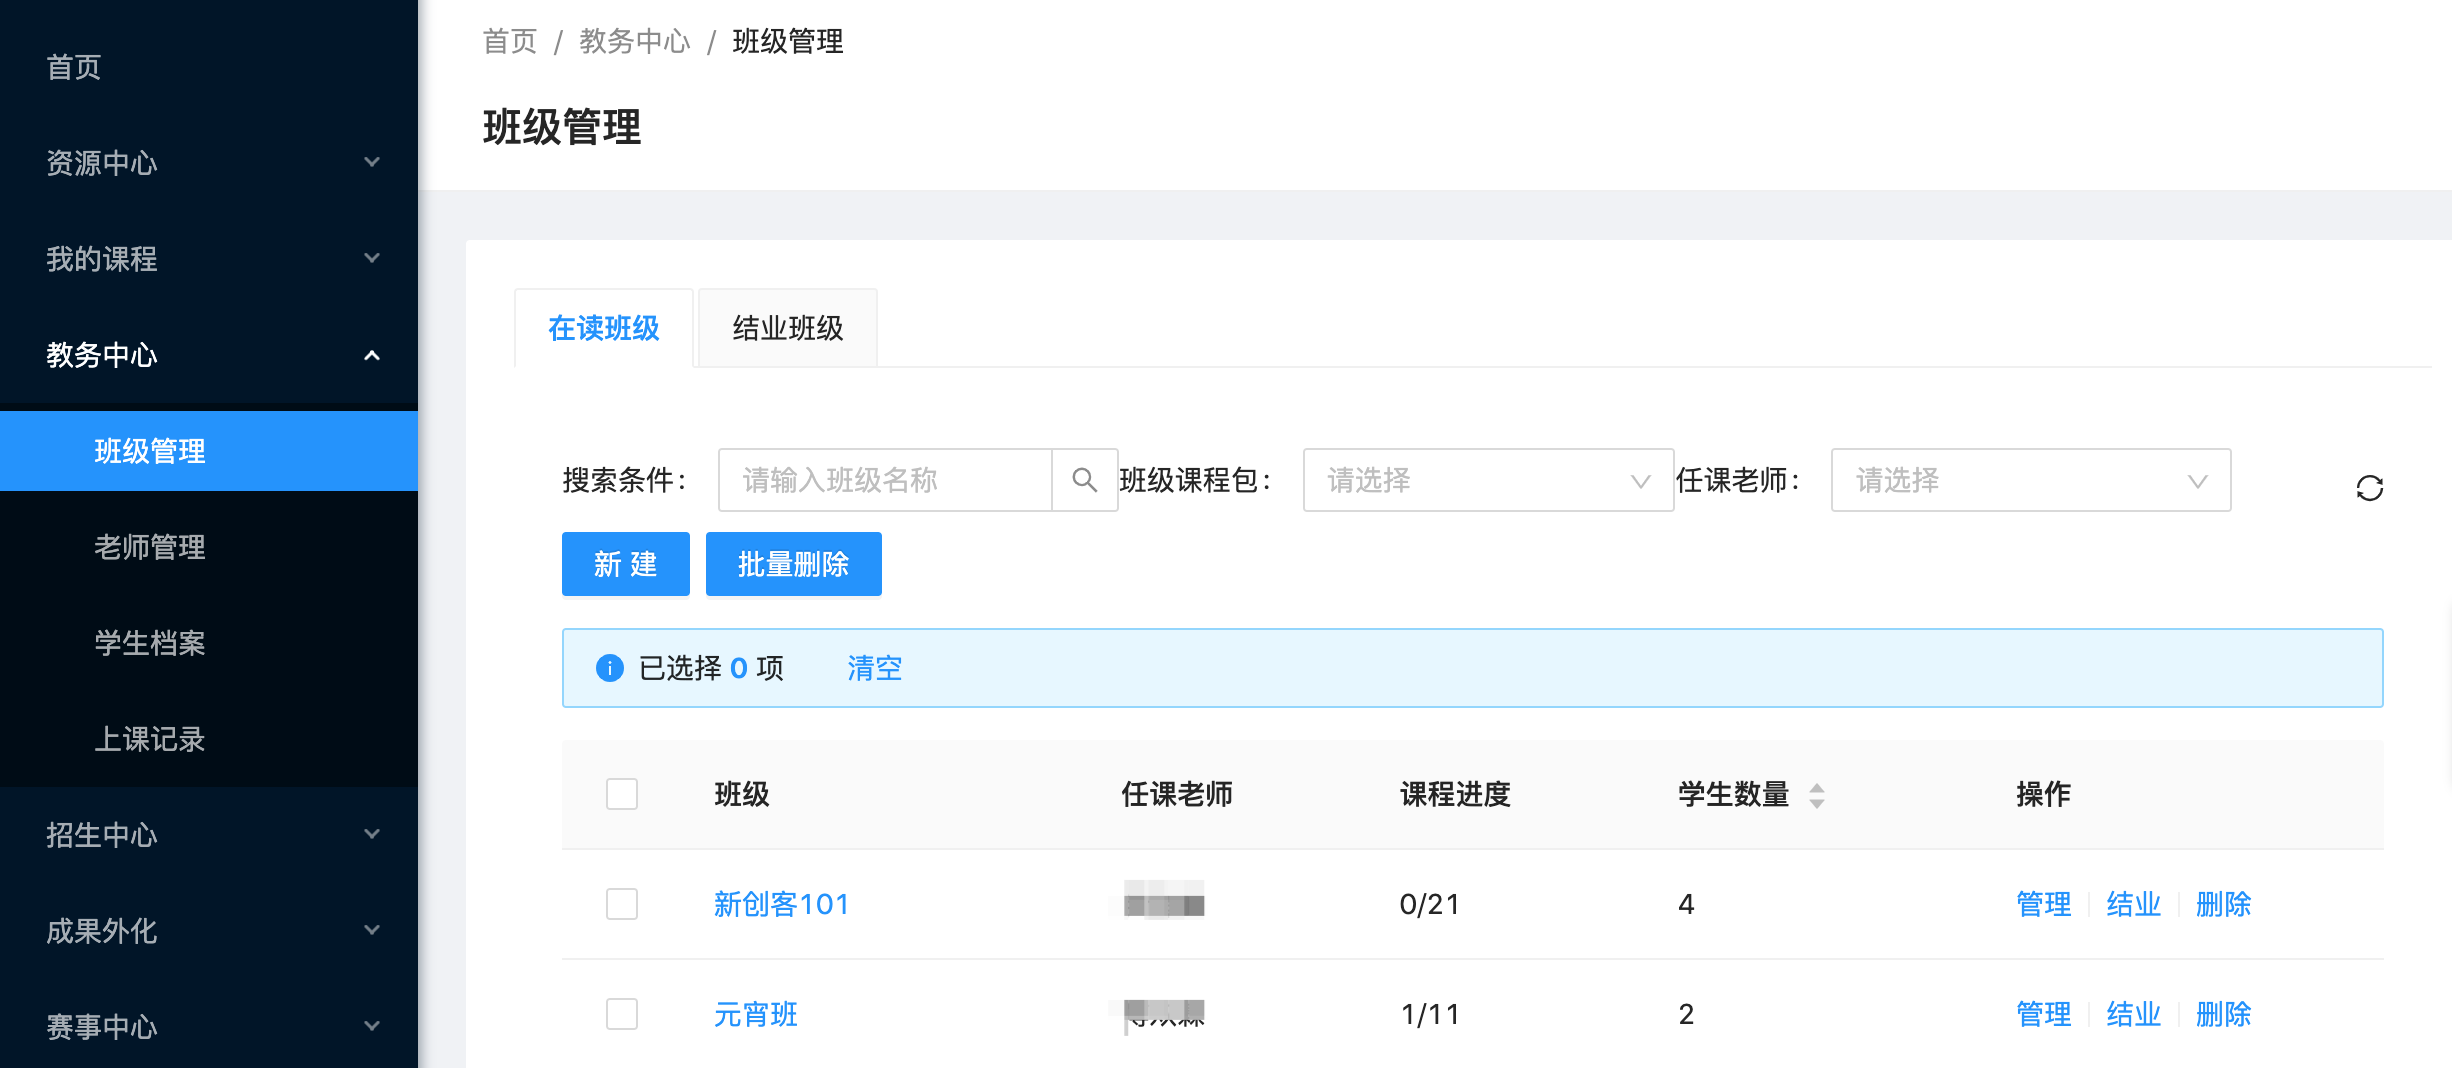 首页
资源中心
我的课程
教务中心
班级管理
老师管理
学生档案
上课记录
招生中心
成果外化
赛事中心
首页 / 教务中心 / 班级管理
班级管理
在读班级 结业班级
搜索条件： 请输入班级名称 班级课程包： 请选择 任课老师： 请选择
新 建 批量删除
已选择 0 项 清空
班级 任课老师 课程进度 学生数量 操作
新创客101 0/21 4 管理 结业 删除
元宵班 1/11 2 管理 结业 删除